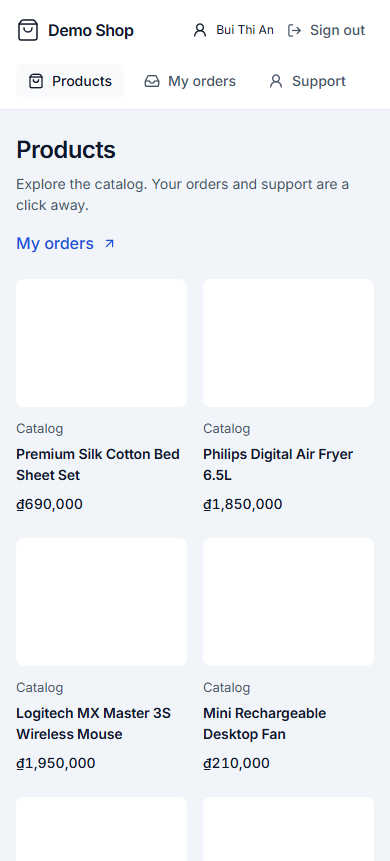 Demo Shop
Bui Thi An
Sign out
Products
My orders
Support
Products
Explore the catalog. Your orders and support are a
click away.
My orders
Catalog
Premium Silk Cotton Bed
Sheet Set
₫690,000
Catalog
Philips Digital Air Fryer
6.5L
₫1,850,000
Catalog
Logitech MX Master 3S
Wireless Mouse
₫1,950,000
Catalog
Mini Rechargeable
Desktop Fan
₫210,000